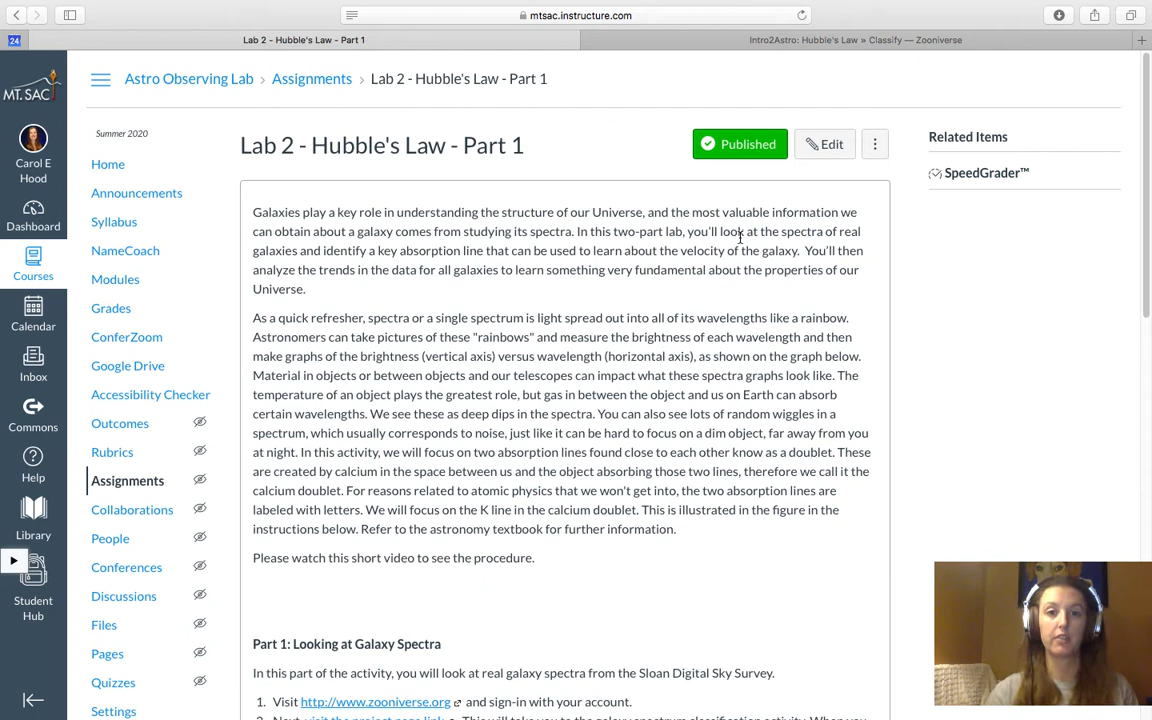 mtsac.instructure.com
24
Lab 2 - Hubble's Law - Part 1
Intro2Astro: Hubble's Law » Classify — Zooniverse
MT. SAC
Carol E
Hood
Dashboard
Courses
Calendar
Inbox
Commons
Help
Library
Student
Hub
Astro Observing Lab › Assignments › Lab 2 - Hubble's Law - Part 1
Summer 2020
Home
Announcements
Syllabus
NameCoach
Modules
Grades
ConferZoom
Google Drive
Accessibility Checker
Outcomes
Rubrics
Assignments
Collaborations
People
Conferences
Discussions
Files
Pages
Quizzes
Settings
Lab 2 - Hubble's Law - Part 1
Published
Edit
Related Items
SpeedGrader™
Galaxies play a key role in understanding the structure of our Universe, and the most valuable information we
can obtain about a galaxy comes from studying its spectra. In this two-part lab, you'll look at the spectra of real
galaxies and identify a key absorption line that can be used to learn about the velocity of the galaxy. You'll then
analyze the trends in the data for all galaxies to learn something very fundamental about the properties of our
Universe.
As a quick refresher, spectra or a single spectrum is light spread out into all of its wavelengths like a rainbow.
Astronomers can take pictures of these "rainbows" and measure the brightness of each wavelength and then
make graphs of the brightness (vertical axis) versus wavelength (horizontal axis), as shown on the graph below.
Material in objects or between objects and our telescopes can impact what these spectra graphs look like. The
temperature of an object plays the greatest role, but gas in between the object and us on Earth can absorb
certain wavelengths. We see these as deep dips in the spectra. You can also see lots of random wiggles in a
spectrum, which usually corresponds to noise, just like it can be hard to focus on a dim object, far away from you
at night. In this activity, we will focus on two absorption lines found close to each other know as a doublet. These
are created by calcium in the space between us and the object absorbing those two lines, therefore we call it the
calcium doublet. For reasons related to atomic physics that we won't get into, the two absorption lines are
labeled with letters. We will focus on the K line in the calcium doublet. This is illustrated in the figure in the
instructions below. Refer to the astronomy textbook for further information.
Please watch this short video to see the procedure.
Part 1: Looking at Galaxy Spectra
In this part of the activity, you will look at real galaxy spectra from the Sloan Digital Sky Survey.
1. Visit http://www.zooniverse.org and sign-in with your account.
2. Next, visit the project page link. This will take you to the galaxy spectrum classification activity. When you